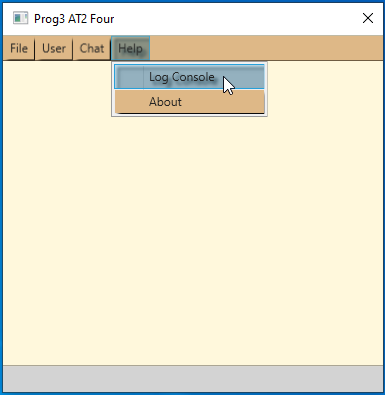 Prog3 AT2 Four
File User Chat Help
Log Console
About